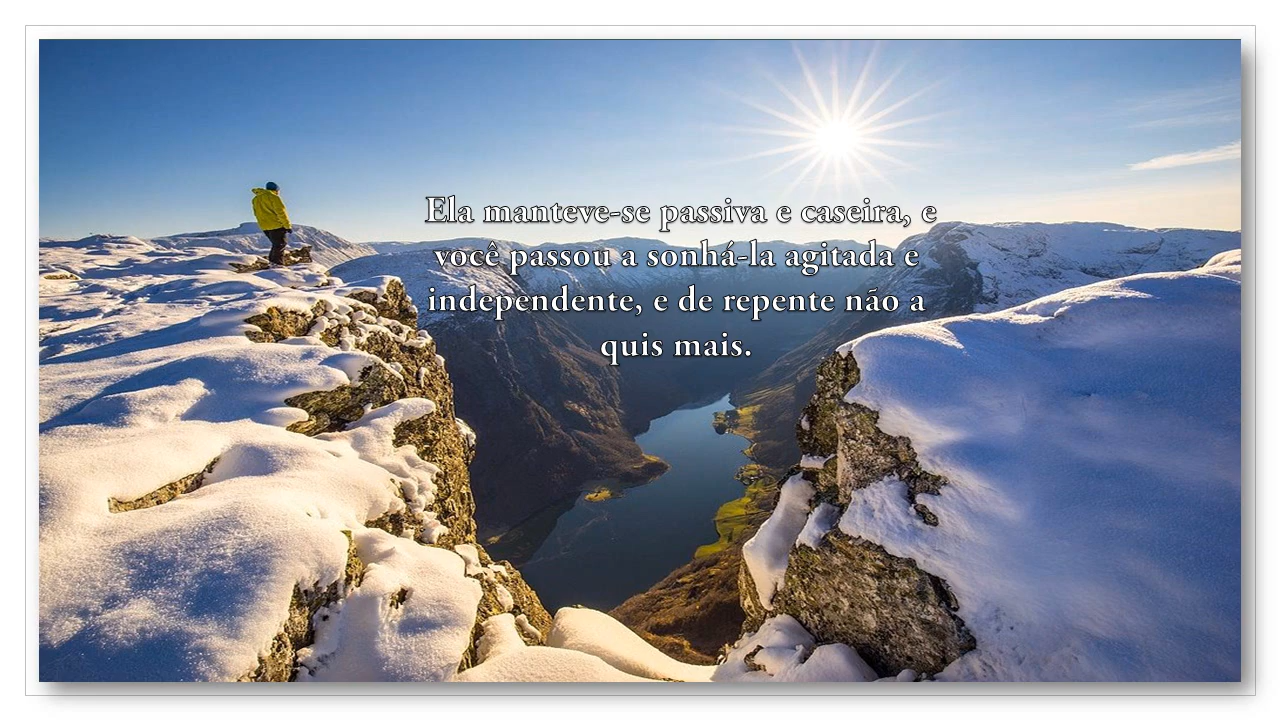 Ela manteve-se passiva e caseira, e
você passou a sonhá-la agitada e
independente, e de repente não a
quis mais.